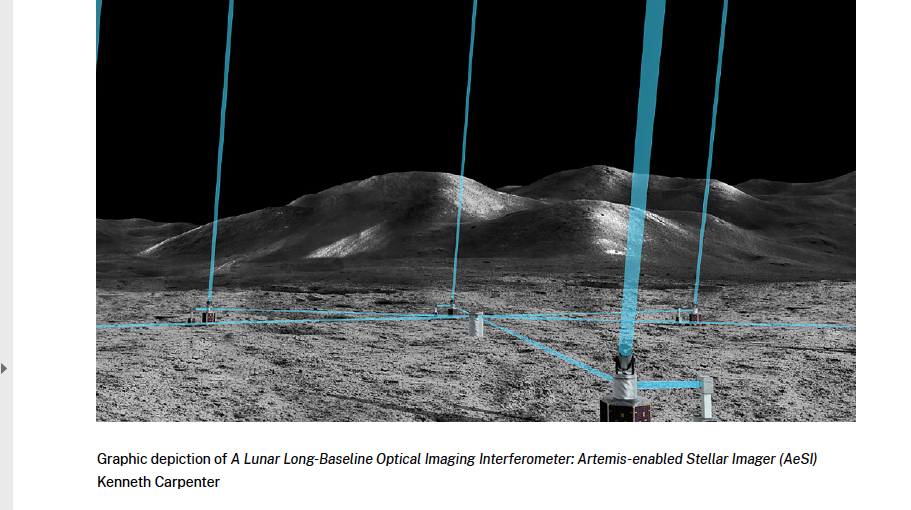 Graphic depiction of A Lunar Long-Baseline Optical Imaging Interferometer: Artemis-enabled Stellar Imager (AeSI)
Kenneth Carpenter